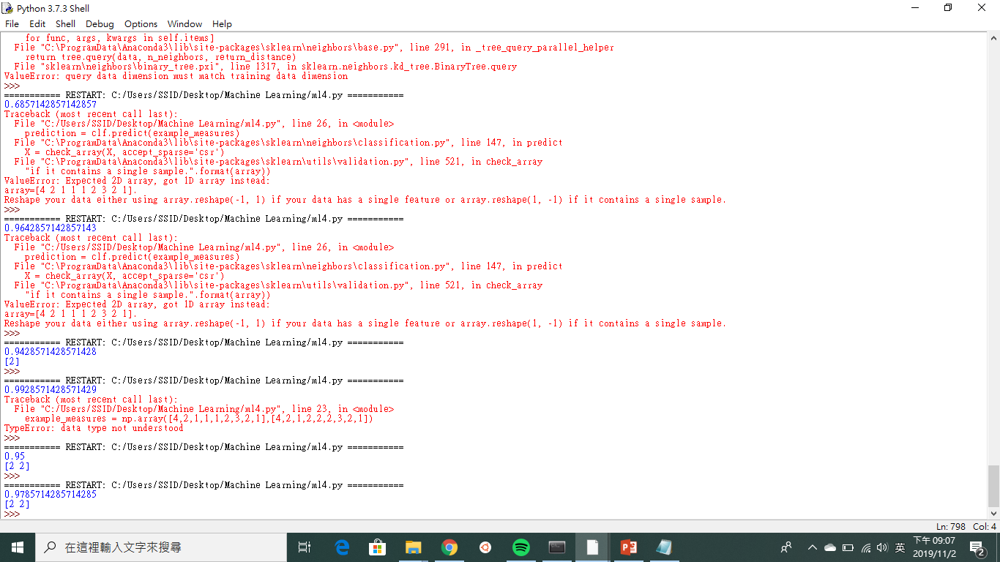 Python 3.7.3 Shell
File Edit Shell Debug Options Window Help
for func, args, kwargs in self.items]
File "C:\ProgramData\Anaconda3\lib\site-packages\sklearn\neighbors\base.py", line 291, in _tree_query_parallel_helper
return tree.query(data, n_neighbors, return_distance)
File "sklearn\neighbors\binary_tree.pxi", line 1317, in sklearn.neighbors.kd_tree.BinaryTree.query
ValueError: query data dimension must match training data dimension
>>>
=========== RESTART: C:/Users/SSID/Desktop/Machine Learning/ml4.py ===========
0.6857142857142857
Traceback (most recent call last):
File "C:/Users/SSID/Desktop/Machine Learning/ml4.py", line 26, in <module>
prediction = clf.predict(example_measures)
File "C:\ProgramData\Anaconda3\lib\site-packages\sklearn\neighbors\classification.py", line 147, in predict
X = check_array(X, accept_sparse='csr')
File "C:\ProgramData\Anaconda3\lib\site-packages\sklearn\utils\validation.py", line 521, in check_array
"if it contains a single sample.".format(array))
ValueError: Expected 2D array, got 1D array instead:
array=[4 2 1 1 1 2 3 2 1].
Reshape your data either using array.reshape(-1, 1) if your data has a single feature or array.reshape(1, -1) if it contains a single sample.
>>>
=========== RESTART: C:/Users/SSID/Desktop/Machine Learning/ml4.py ===========
0.9642857142857143
Traceback (most recent call last):
File "C:/Users/SSID/Desktop/Machine Learning/ml4.py", line 26, in <module>
prediction = clf.predict(example_measures)
File "C:\ProgramData\Anaconda3\lib\site-packages\sklearn\neighbors\classification.py", line 147, in predict
X = check_array(X, accept_sparse='csr')
File "C:\ProgramData\Anaconda3\lib\site-packages\sklearn\utils\validation.py", line 521, in check_array
"if it contains a single sample.".format(array))
ValueError: Expected 2D array, got 1D array instead:
array=[4 2 1 1 1 2 3 2 1].
Reshape your data either using array.reshape(-1, 1) if your data has a single feature or array.reshape(1, -1) if it contains a single sample.
>>>
=========== RESTART: C:/Users/SSID/Desktop/Machine Learning/ml4.py ===========
0.9428571428571428
[2]
>>>
=========== RESTART: C:/Users/SSID/Desktop/Machine Learning/ml4.py ===========
0.9928571428571429
Traceback (most recent call last):
File "C:/Users/SSID/Desktop/Machine Learning/ml4.py", line 23, in <module>
example_measures = np.array([4,2,1,1,1,2,3,2,1],[4,2,1,2,2,2,3,2,1])
TypeError: data type not understood
>>>
=========== RESTART: C:/Users/SSID/Desktop/Machine Learning/ml4.py ===========
0.95
[2 2]
>>>
=========== RESTART: C:/Users/SSID/Desktop/Machine Learning/ml4.py ===========
0.9785714285714285
[2 2]
>>>
Ln: 798 Col: 4
在這裡輸入文字來搜尋
英
下午 09:07
2019/11/2
2